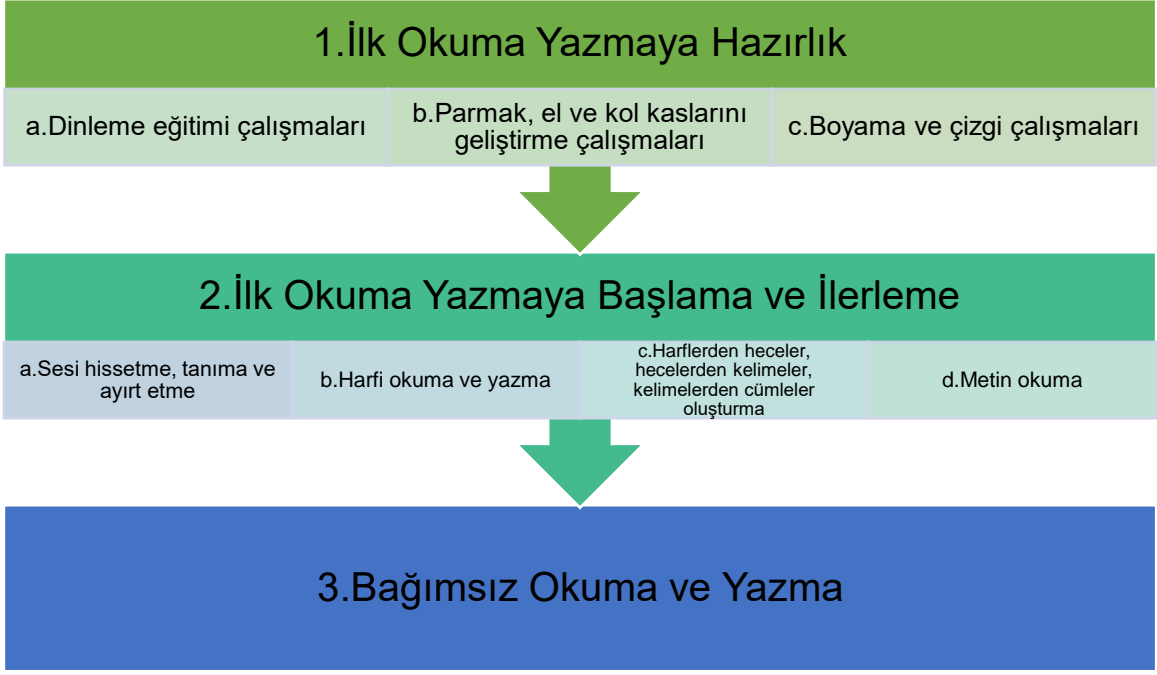 1.İlk Okuma Yazmaya Hazırlık
a.Dinleme eğitimi çalışmaları
b.Parmak, el ve kol kaslarını
geliştirme çalışmaları
c.Boyama ve çizgi çalışmaları
2.İlk Okuma Yazmaya Başlama ve İlerleme
a.Sesi hissetme, tanıma ve
ayırt etme
b.Harfi okuma ve yazma
c.Harflerden heceler,
hecelerden kelimeler,
kelimelerden cümleler
oluşturma
d.Metin okuma
3.Bağımsız Okuma ve Yazma